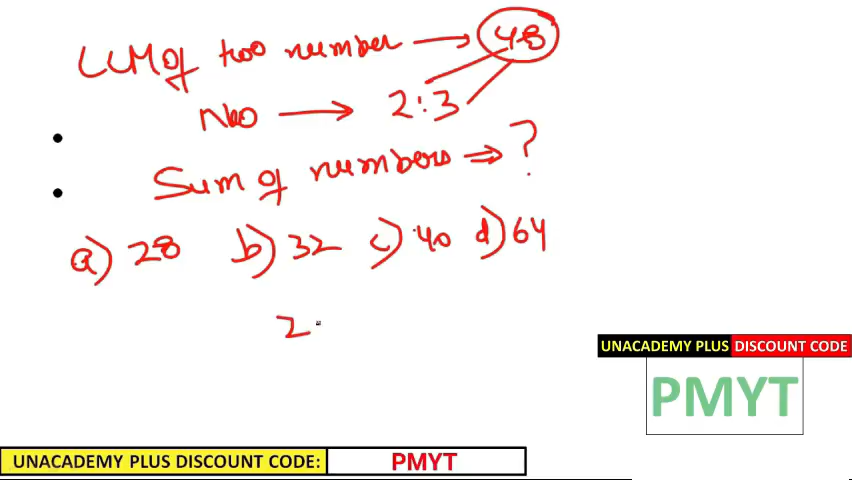 LCM of two number → 48
Nbo → 2:3
Sum of numbers ⇒ ?
a) 28 b) 32 c) 40 d) 64
2
UNACADEMY PLUS DISCOUNT CODE
PMYT
UNACADEMY PLUS DISCOUNT CODE: PMYT